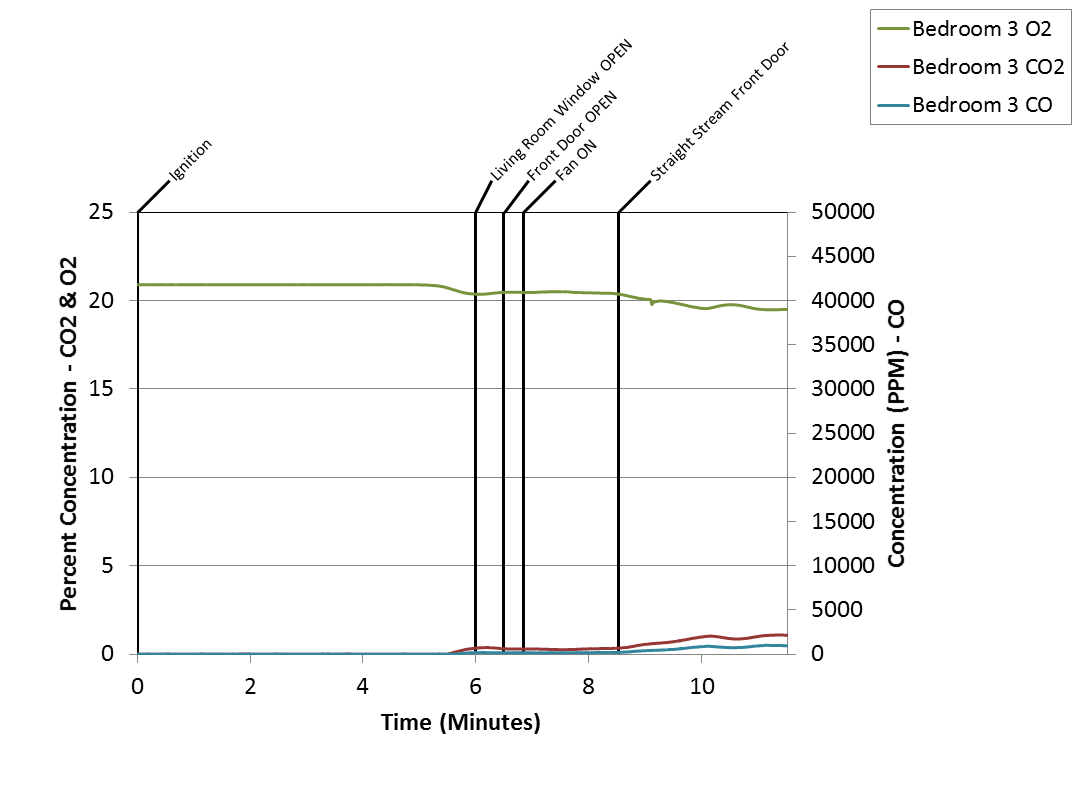 Bedroom 3 O2
Bedroom 3 CO2
Bedroom 3 CO
Ignition
Living Room Window OPEN
Front Door OPEN
Fan ON
Straight Stream Front Door
25
20
15
10
5
0
Percent Concentration - CO2 & O2
50000
45000
40000
35000
30000
25000
20000
15000
10000
5000
0
Concentration (PPM) - CO
0 2 4 6 8 10
Time (Minutes)